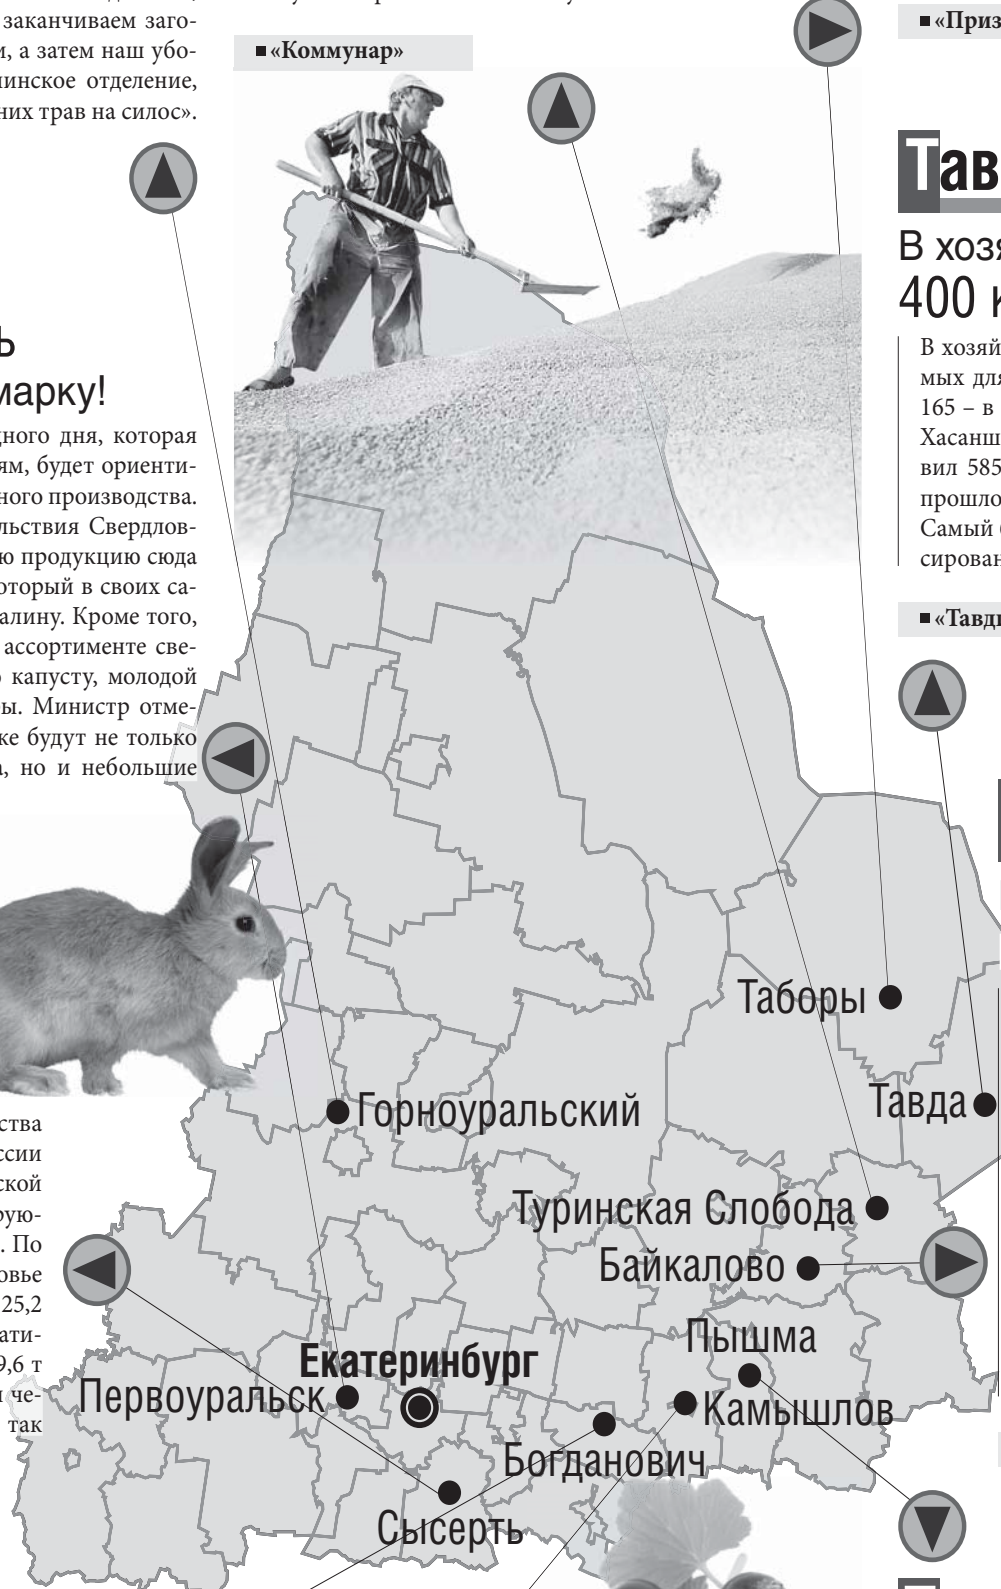 заканчиваем заго-
и, а затем наш убо-
инское отделение,
них трав на силос».
«Коммунар»
«Приз
Тав
В хозя
400 к
В хозяй
мых для
165 – в
Хасанш
вил 585
прошло
Самый
сирован
«Тавди
ь
марку!
дного дня, которая
ям, будет ориенти-
ного производства.
льствия Свердлов-
ю продукцию сюда
оторый в своих са-
алину. Кроме того,
ассортименте све-
о капусту, молодой
ы. Министр отме-
ке будут не только
а, но и небольшие
ства
ссии
ской
рую-
. По
овье
25,2
ати-
9,6 т
и че-
так
Таборы
Тавда
Горноуральский
Туринская Слобода
Байкалово
Пышма
Екатеринбург
Первоуральск
Камышлов
Богданович
Сысерть